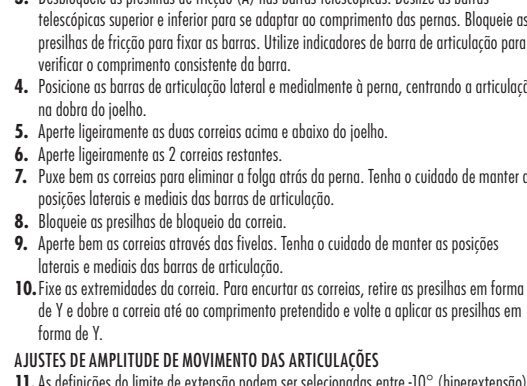 3. Desbloqueie as presilhas de fricção (A) nas barras telescópicas. Deslize as barras
telescópicas superior e inferior para se adaptar ao comprimento das pernas. Bloqueie as
presilhas de fricção para fixar as barras. Utilize indicadores de barra de articulação para
verificar o comprimento consistente da barra.
4. Posicione as barras de articulação lateral e medialmente à perna, centrando a
na dobra do joelho.
5. Aperte ligeiramente as duas correias acima e abaixo do joelho.
6. Aperte ligeiramente as 2 correias restantes.
7. Puxe bem as correias para eliminar a folga atrás da perna. Tenha o cuidado de manter
posições laterais e mediais das barras de articulação.
8. Bloqueie as presilhas de bloqueio da correia.
9. Aperte bem as correias através das fivelas. Tenha o cuidado de manter as posições
laterais e mediais das barras de articulação.
10. Fixe as extremidades da correia. Para encurtar as correias, retire as presilhas em forma
de Y e dobre a correia até ao comprimento pretendido e volte a aplicar as presilhas em
forma de Y.
AJUSTES DE AMPLITUDE DE MOVIMENTO DAS ARTICULAÇÕES
11. As definições do limite de extensão podem ser selecionadas entre -10° (hiperextensão)